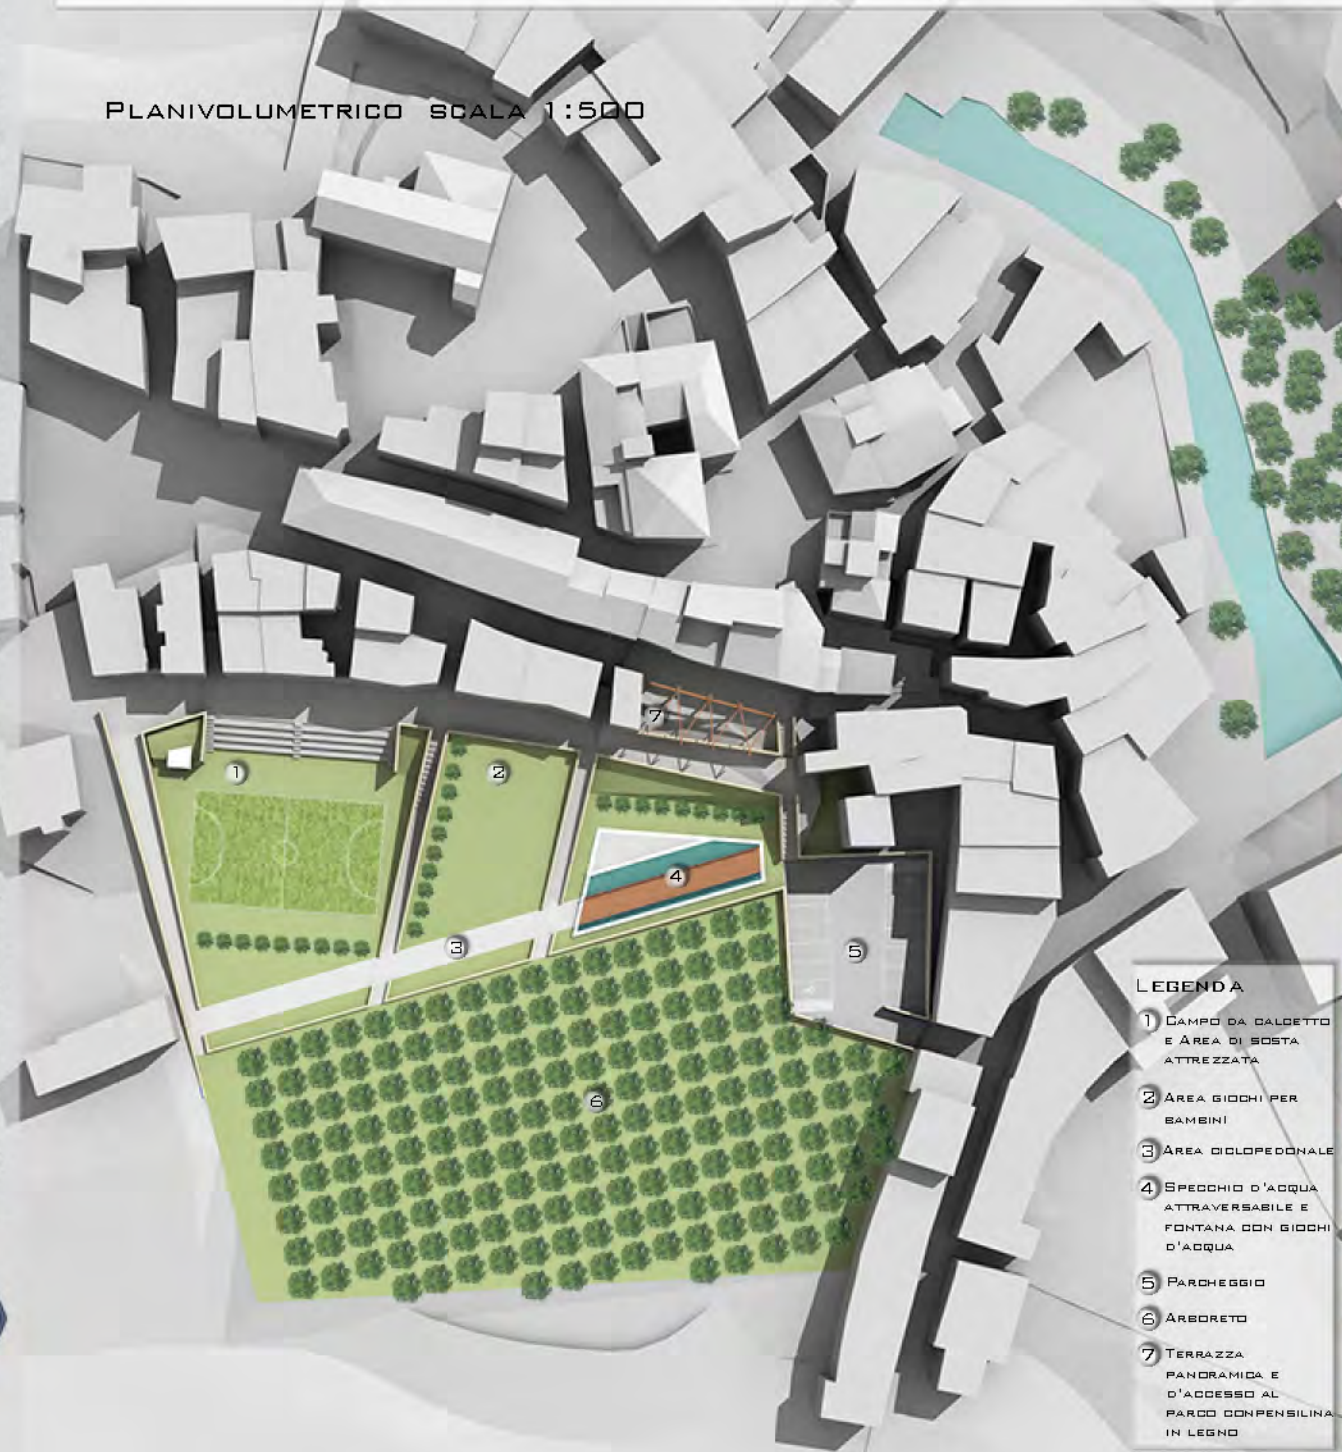 PLANIVOLUMETRICO SCALA 1:500
7
1
2
4
3
5
6
LEGENDA
1 CAMPO DA CALCETTO
E AREA DI SOSTA
ATTREZZATA
2 AREA GIOCHI PER
BAMBINI
3 AREA CICLOPEDONALE
4 SPECCHIO D'ACQUA
ATTRAVERSABILE E
FONTANA CON GIOCHI
D'ACQUA
5 PARCHEGGIO
6 ARBORETO
7 TERRAZZA
PANORAMICA E
D'ACCESSO AL
PARCO CONPENSILINA
IN LEGNO